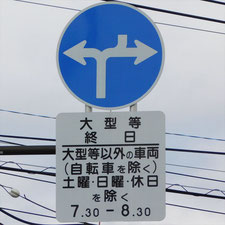 大型等
終日
大型等以外の車両
(自転車を除く)
土曜・日曜・休日
を除く
7.30-8.30